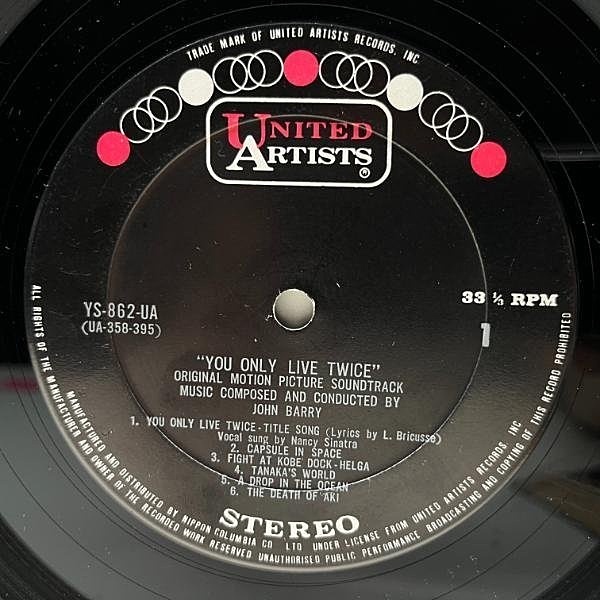 TRADE MARK OF UNITED ARTISTS RECORDS, INC
UNITED
ARTISTS
®
YS-862-UA
(UA-358-395)
33 ⅓ RPM
1
"YOU ONLY LIVE TWICE"
ORIGINAL MOTION PICTURE SOUNDTRACK
MUSIC COMPOSED AND CONDUCTED BY
JOHN BARRY
1. YOU ONLY LIVE TWICE-TITLE SONG (Lyrics by L. Bricusse)
Vocal sung by Nancy Sinatra
2. CAPSULE IN SPACE
3. FIGHT AT KOBE DOCK-HELGA
4. TANAKA'S WORLD
5. A DROP IN THE OCEAN
6. THE DEATH OF AKI
STEREO
ALL RIGHTS OF THE MANUFACTURER AND OWNER OF THE RECORDED WORK RESERVED UNAUTHORISED PUBLIC PERFORMANCE BROADCASTING AND COPYING OF THIS RECORD PROHIBITED
MANUFACTURED AND DISTRIBUTED BY NIPPON COLUMBIA CO LTD UNDER LICENSE FROM UNITED ARTISTS RECORDS INC